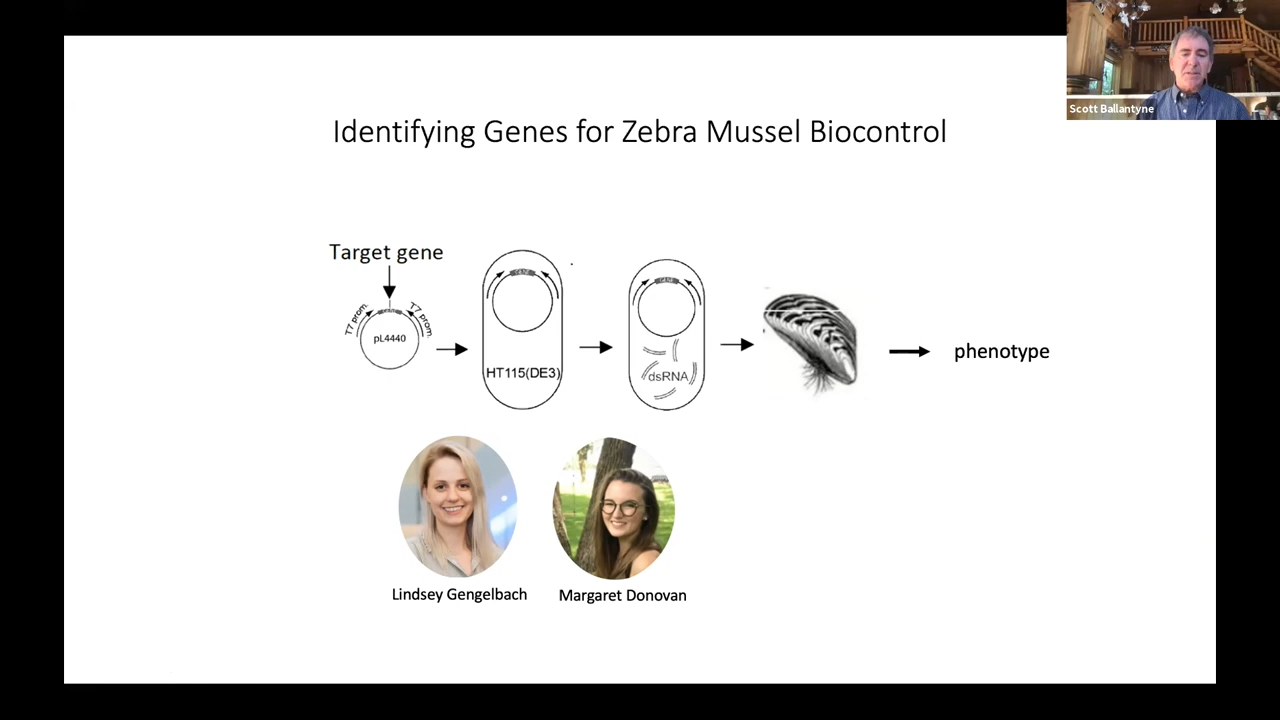 Scott Ballantyne
Identifying Genes for Zebra Mussel Biocontrol
Target gene
T7 prom.
T7 prom.
pL4440
HT115(DE3)
dsRNA
phenotype
Lindsey Gengelbach
Margaret Donovan